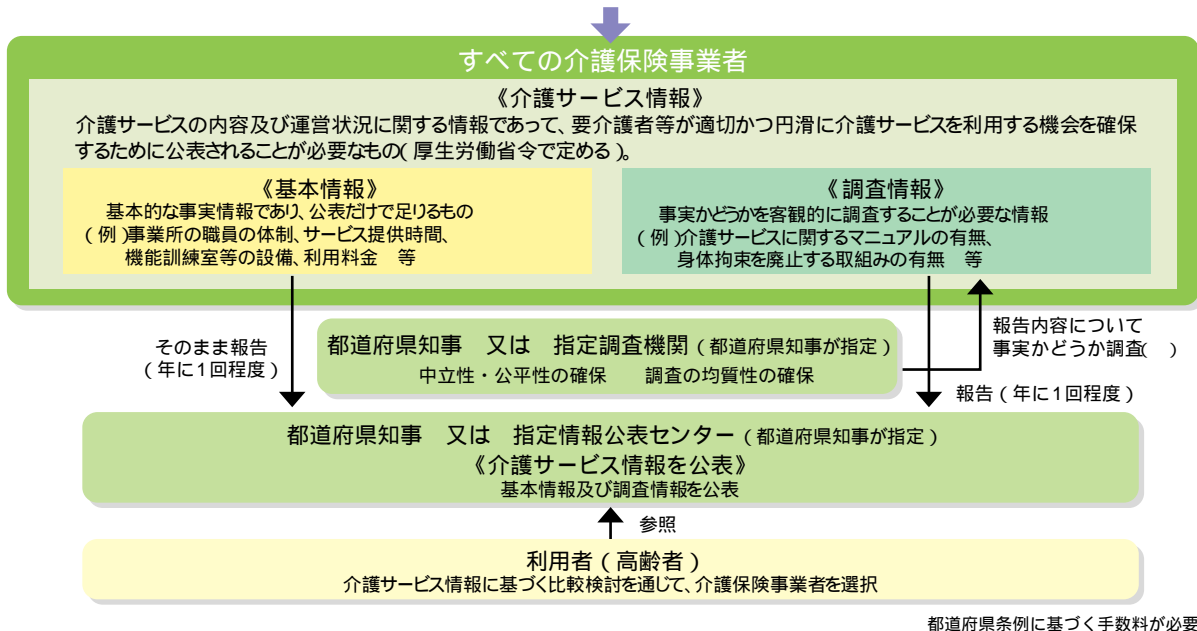 すべての介護保険事業者
《介護サービス情報》
介護サービスの内容及び運営状況に関する情報であって、要介護者等が適切かつ円滑に介護サービスを利用する機会を確保
するために公表されることが必要なもの(厚生労働省令で定める)。
《基本情報》
基本的な事実情報であり、公表だけで足りるもの
(例)事業所の職員の体制、サービス提供時間、
機能訓練室等の設備、利用料金 等
《調査情報》
事実かどうかを客観的に調査することが必要な情報
(例)介護サービスに関するマニュアルの有無、
身体拘束を廃止する取組みの有無 等
そのまま報告
(年に1回程度)
都道府県知事 又は 指定調査機関(都道府県知事が指定)
中立性・公平性の確保 調査の均質性の確保
報告内容について
事実かどうか調査( )
報告(年に1回程度)
都道府県知事 又は 指定情報公表センター(都道府県知事が指定)
《介護サービス情報を公表》
基本情報及び調査情報を公表
参照
利用者(高齢者)
介護サービス情報に基づく比較検討を通じて、介護保険事業者を選択
都道府県条例に基づく手数料が必要